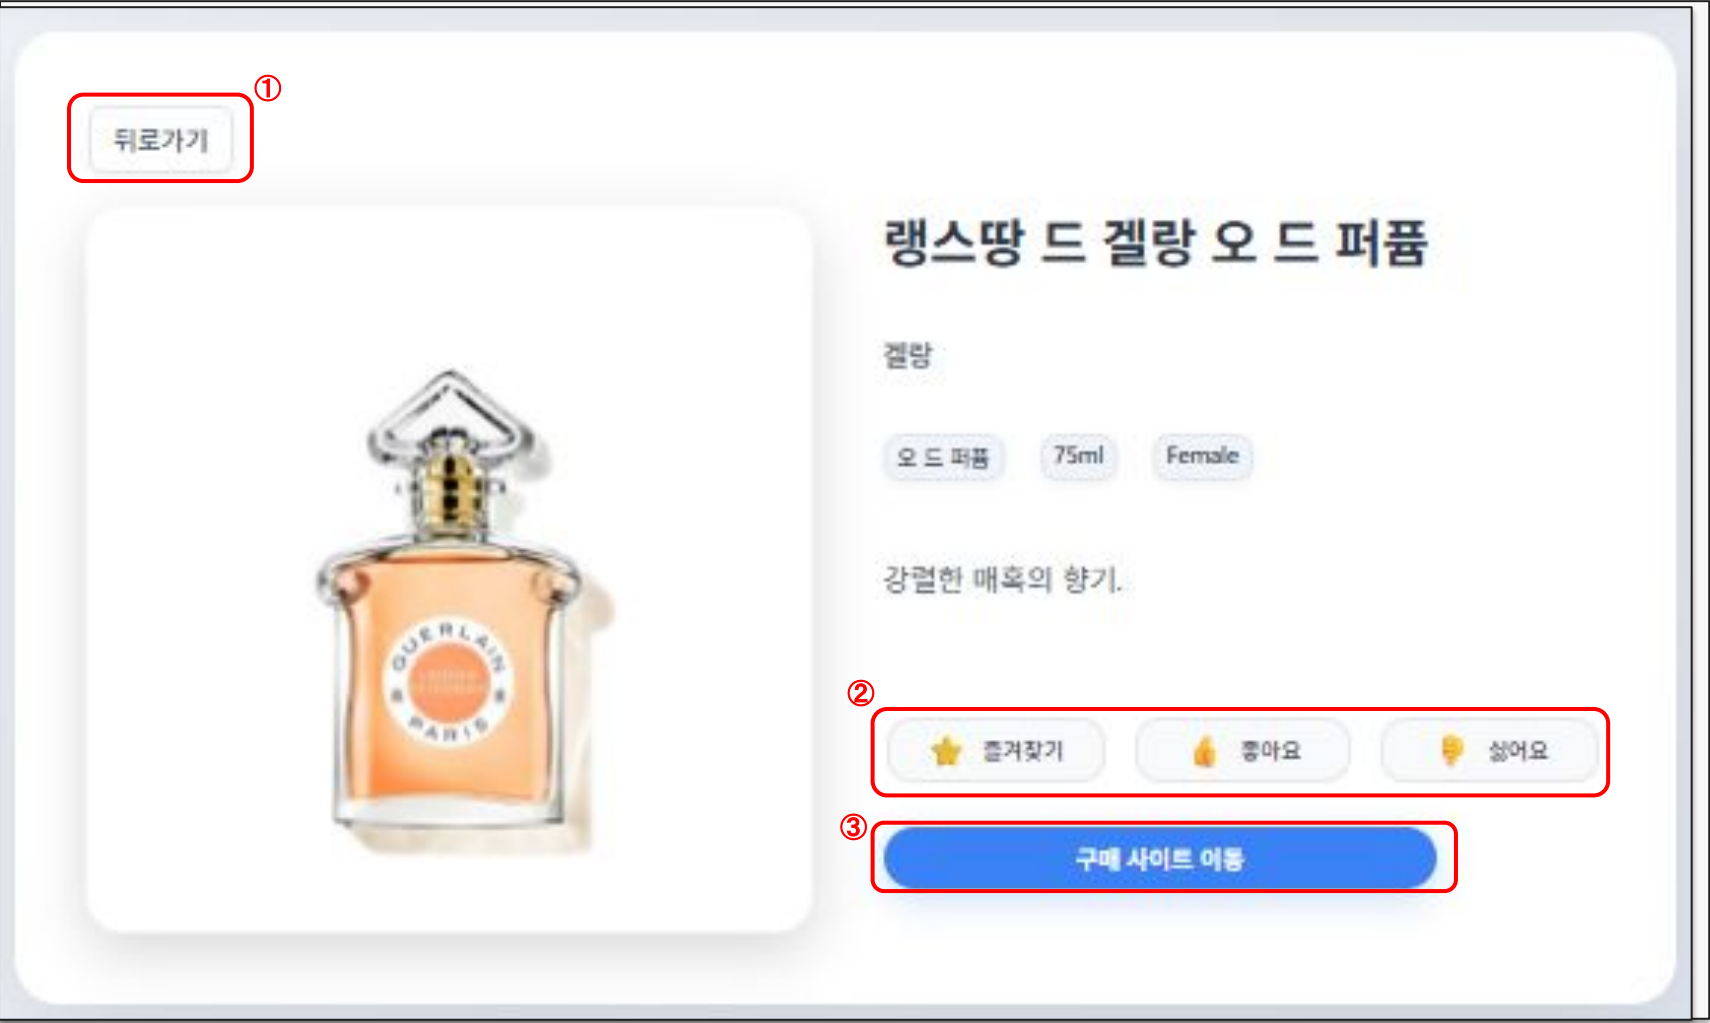 ①
뒤로가기
랭스땅 드 겔랑 오 드 퍼퓸
겔랑
오 드 퍼퓸 75ml Female
강렬한 매혹의 향기.
GUERLAIN
PARIS
②
즐겨찾기 좋아요 싫어요
③
구매 사이트 이동